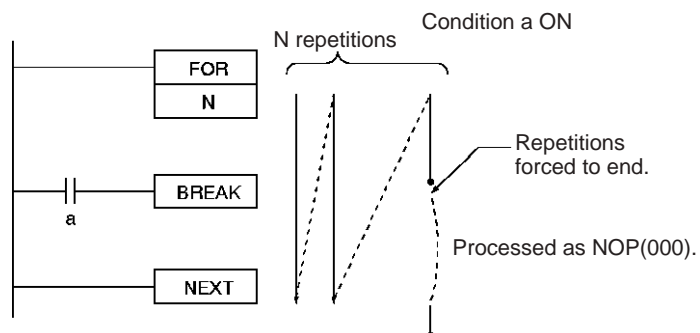 Condition a ON
N repetitions
FOR
N
Repetitions
forced to end.
BREAK
a
Processed as NOP(000).
NEXT